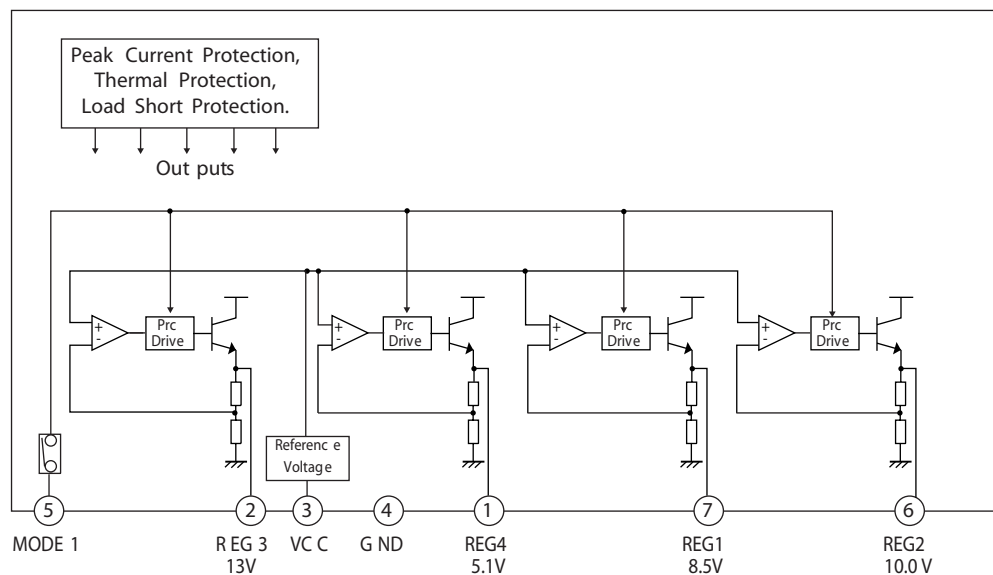 Peak Current Protection,
Thermal Protection,
Load Short Protection.
Out puts
+
-
Prc
Drive
+
-
Prc
Drive
+
-
Prc
Drive
+
-
Prc
Drive
Referenc e
Voltage
5 2 3 4 1 7 6
MODE 1 R EG 3 VC C G ND REG4 REG1 REG2
13V 5.1V 8.5V 10.0 V